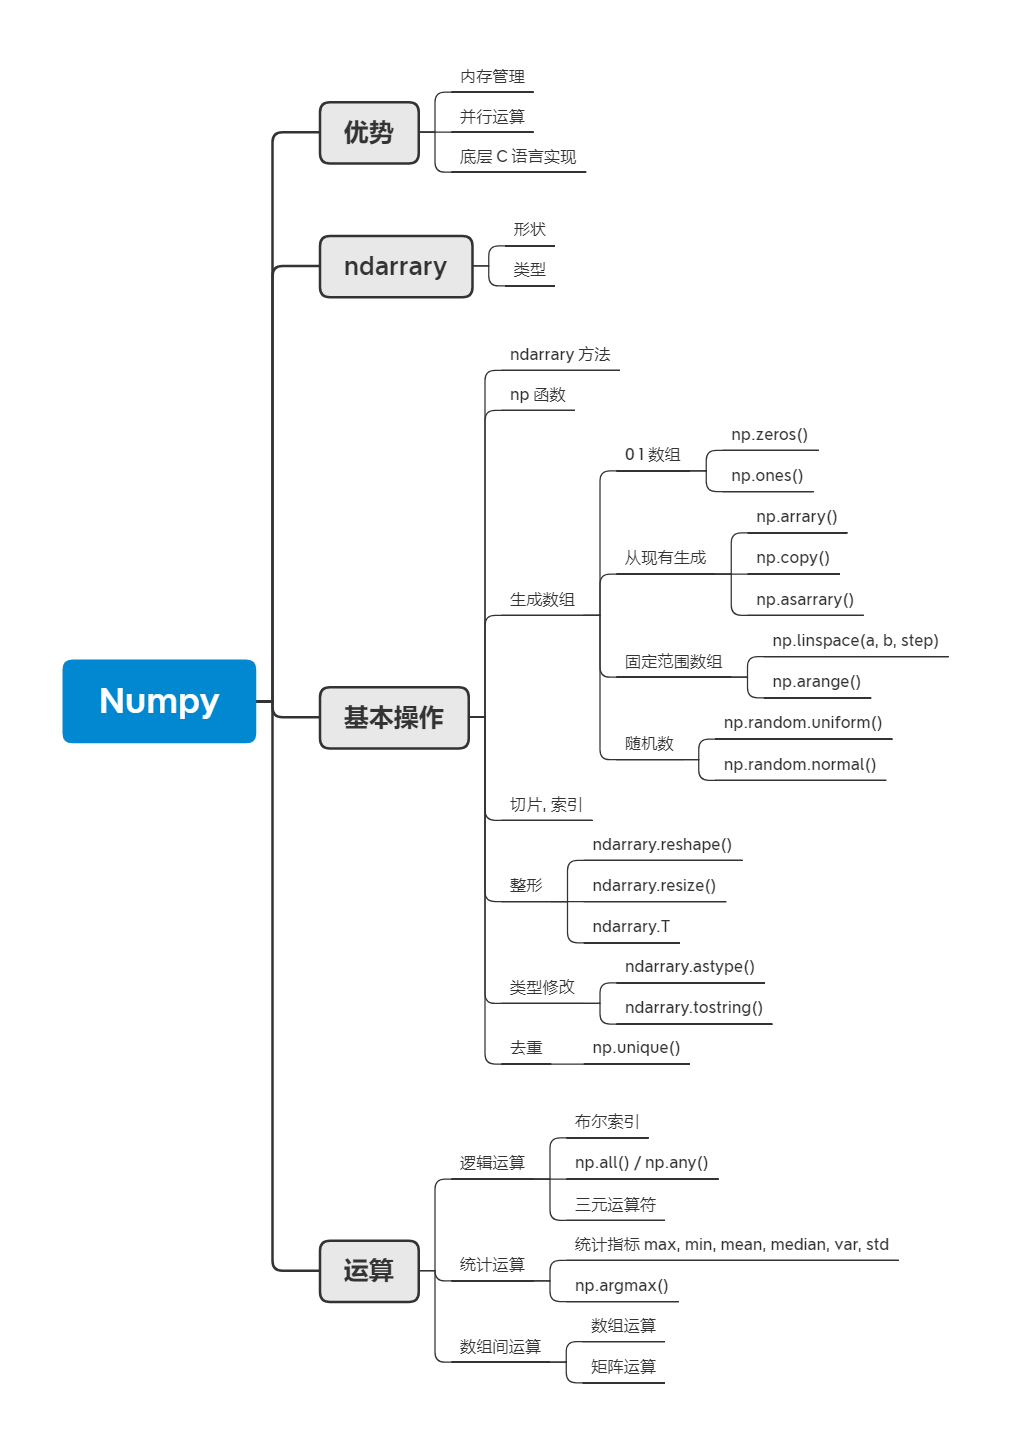 Numpy
优势
内存管理
并行运算
底层 C 语言实现
ndarrary
形状
类型
基本操作
ndarrary 方法
np 函数
生成数组
0 1 数组
np.zeros()
np.ones()
从现有生成
np.arrary()
np.copy()
np.asarrary()
固定范围数组
np.linspace(a, b, step)
np.arange()
随机数
np.random.uniform()
np.random.normal()
切片, 索引
整形
ndarrary.reshape()
ndarrary.resize()
ndarrary.T
类型修改
ndarrary.astype()
ndarrary.tostring()
去重
np.unique()
运算
逻辑运算
布尔索引
np.all() / np.any()
三元运算符
统计运算
统计指标 max, min, mean, median, var, std
np.argmax()
数组间运算
数组运算
矩阵运算